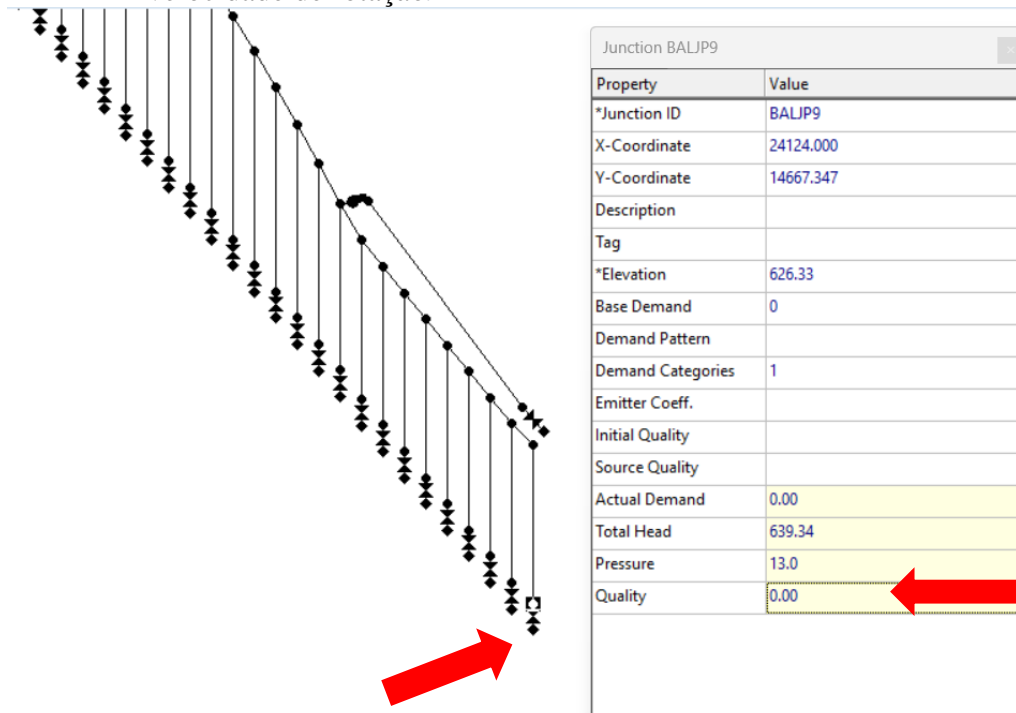 Junction BALJP9
Property Value
*Junction ID BALJP9
X-Coordinate 24124.000
Y-Coordinate 14667.347
Description
Tag
*Elevation 626.33
Base Demand 0
Demand Pattern
Demand Categories 1
Emitter Coeff.
Initial Quality
Source Quality
Actual Demand 0.00
Total Head 639.34
Pressure 13.0
Quality 0.00